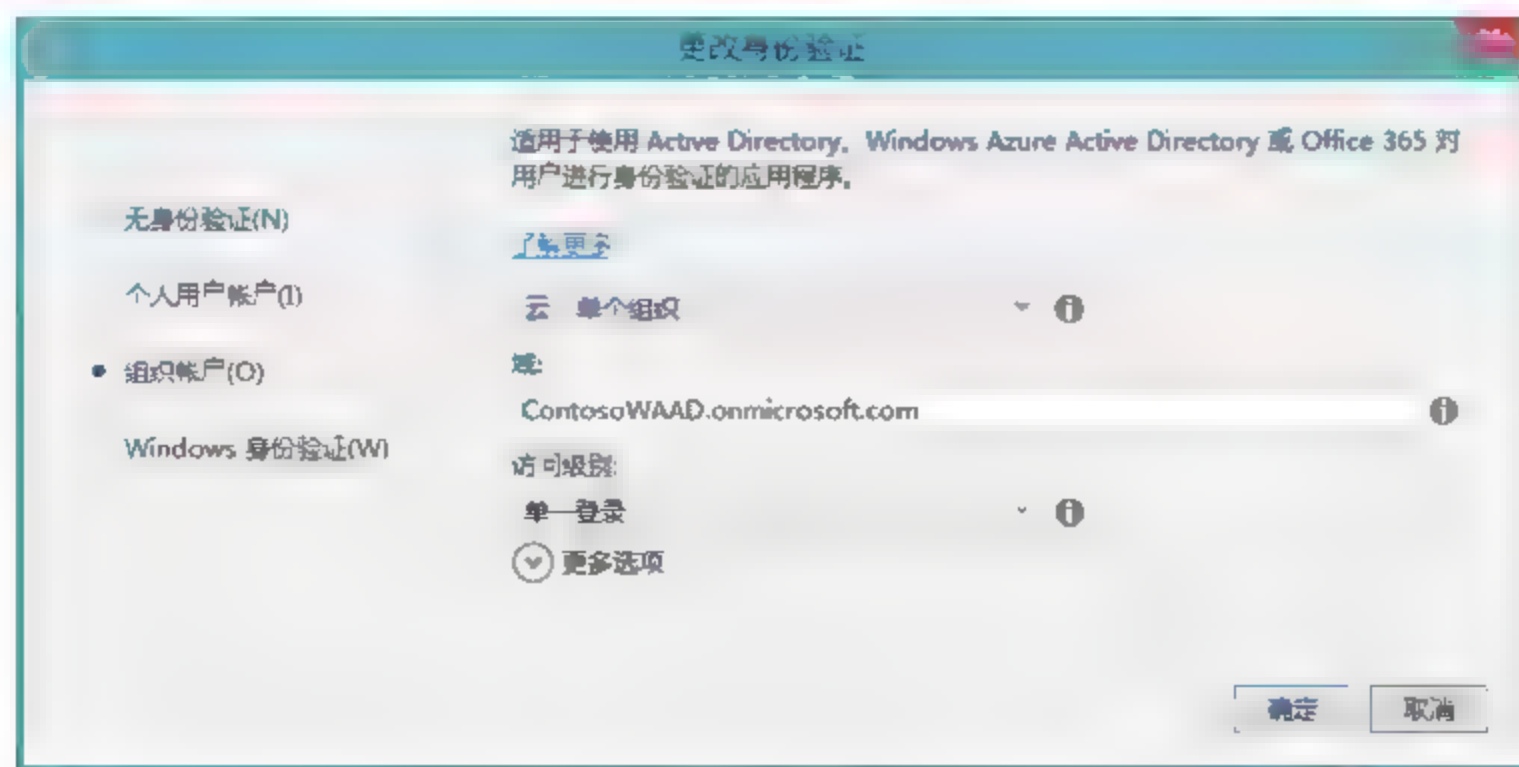 更改身份验证
适用于使用 Active Directory、Windows Azure Active Directory 或 Office 365 对
用户进行身份验证的应用程序。
无身份验证(N)
了解更多
个人用户帐户(I)
云 单个组织
组织帐户(O)
域:
ContosoWAAD.onmicrosoft.com
Windows 身份验证(W)
访问级别:
单一登录
更多选项
确定 取消